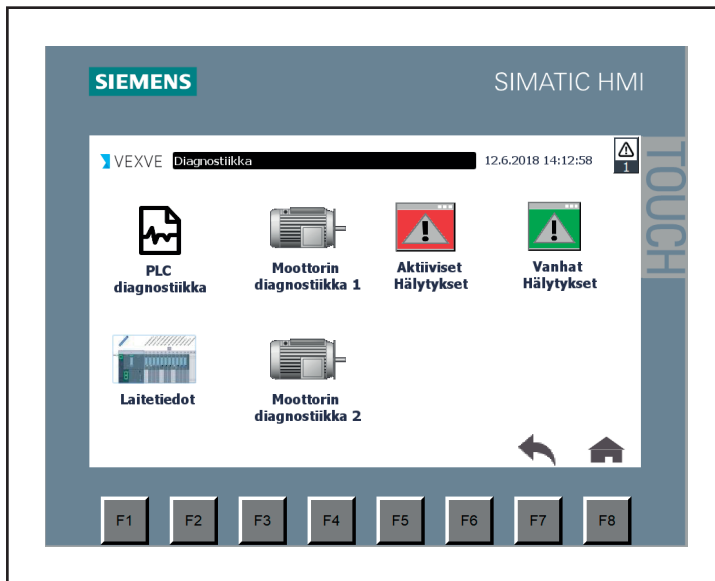 SIEMENS
SIMATIC HMI
VEXVE Diagnostiikka 12.6.2018 14:12:58
1
TOUCH
PLC
diagnostiikka
Moottorin
diagnostiikka 1
Aktiiviset
Hälytykset
Vanhat
Hälytykset
Laitetiedot
Moottorin
diagnostiikka 2
F1 F2 F3 F4 F5 F6 F7 F8